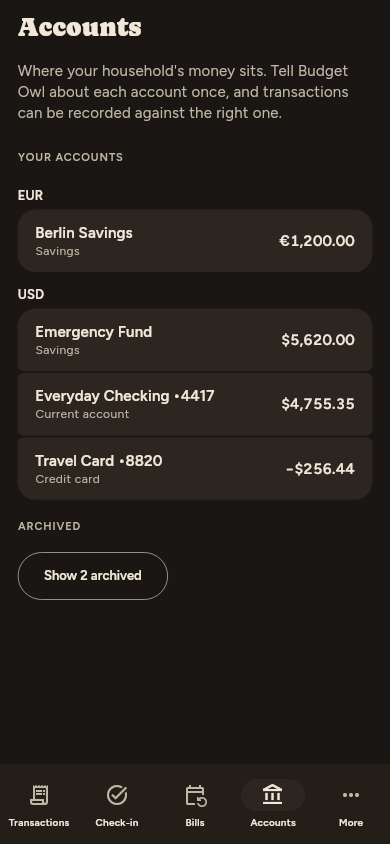 Accounts
Where your household's money sits. Tell Budget
Owl about each account once, and transactions
can be recorded against the right one.
YOUR ACCOUNTS
EUR
Berlin Savings
Savings
€1,200.00
USD
Emergency Fund
Savings
$5,620.00
Everyday Checking •4417
Current account
$4,755.35
Travel Card •8820
Credit card
-$256.44
ARCHIVED
Show 2 archived
Transactions
Check-in
Bills
Accounts
More